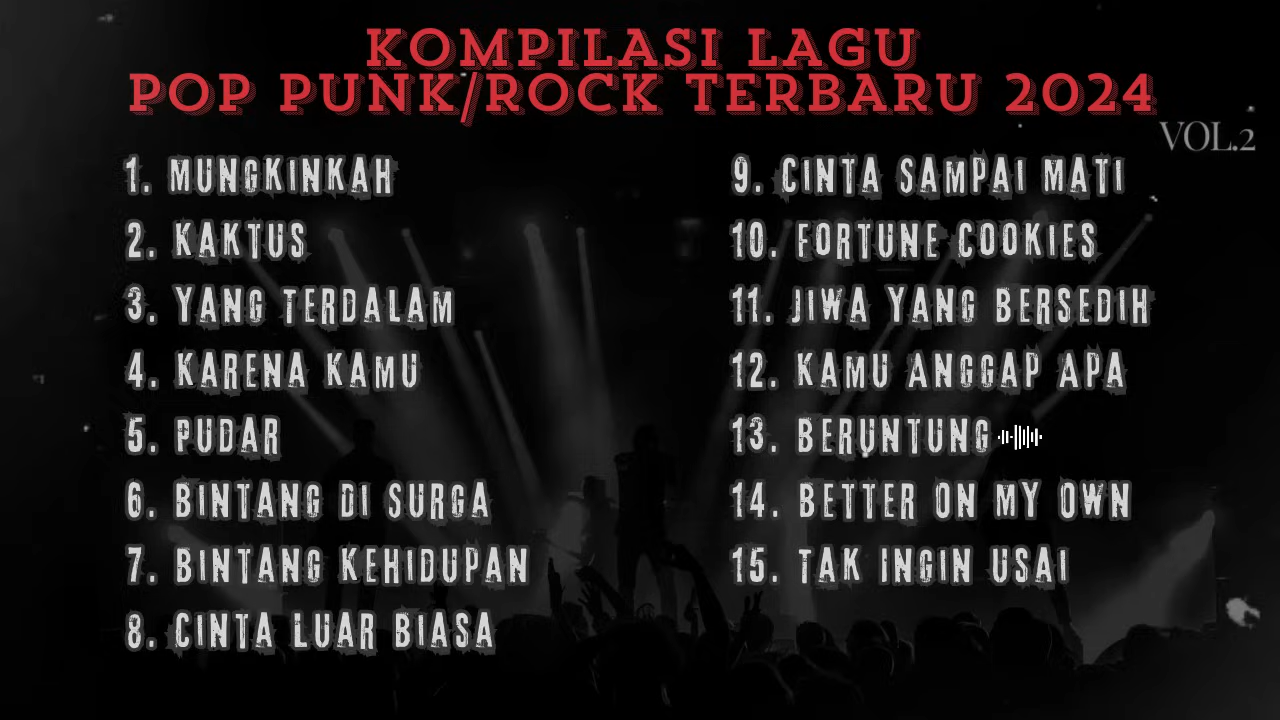 KOMPILASI LAGU
POP PUNK/ROCK TERBARU 2024
VOL.2
1. MUNGKINKAH
2. KAKTUS
3. YANG TERDALAM
4. KARENA KAMU
5. PUDAR
6. BINTANG DI SURGA
7. BINTANG KEHIDUPAN
8. CINTA LUAR BIASA
9. CINTA SAMPAI MATI
10. FORTUNE COOKIES
11. JIWA YANG BERSEDIH
12. KAMU ANGGAP APA
13. BERUNTUNG
14. BETTER ON MY OWN
15. TAK INGIN USAI